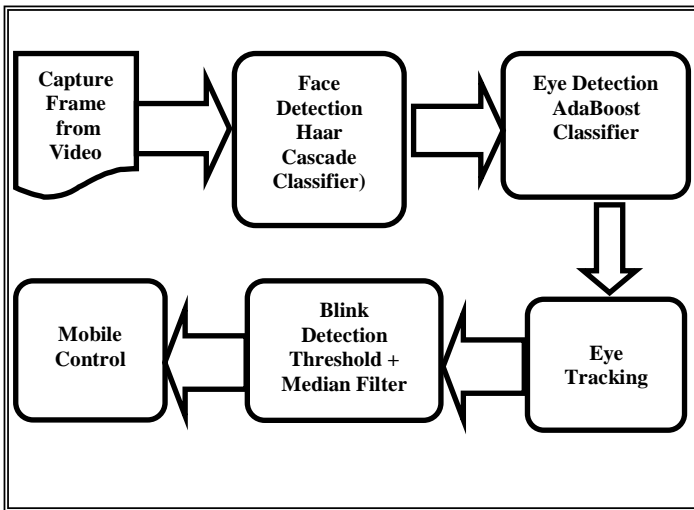 Capture
Frame
from
Video
Face
Detection
Haar
Cascade
Classifier)
Eye Detection
AdaBoost
Classifier
Eye
Tracking
Blink
Detection
Threshold +
Median Filter
Mobile
Control